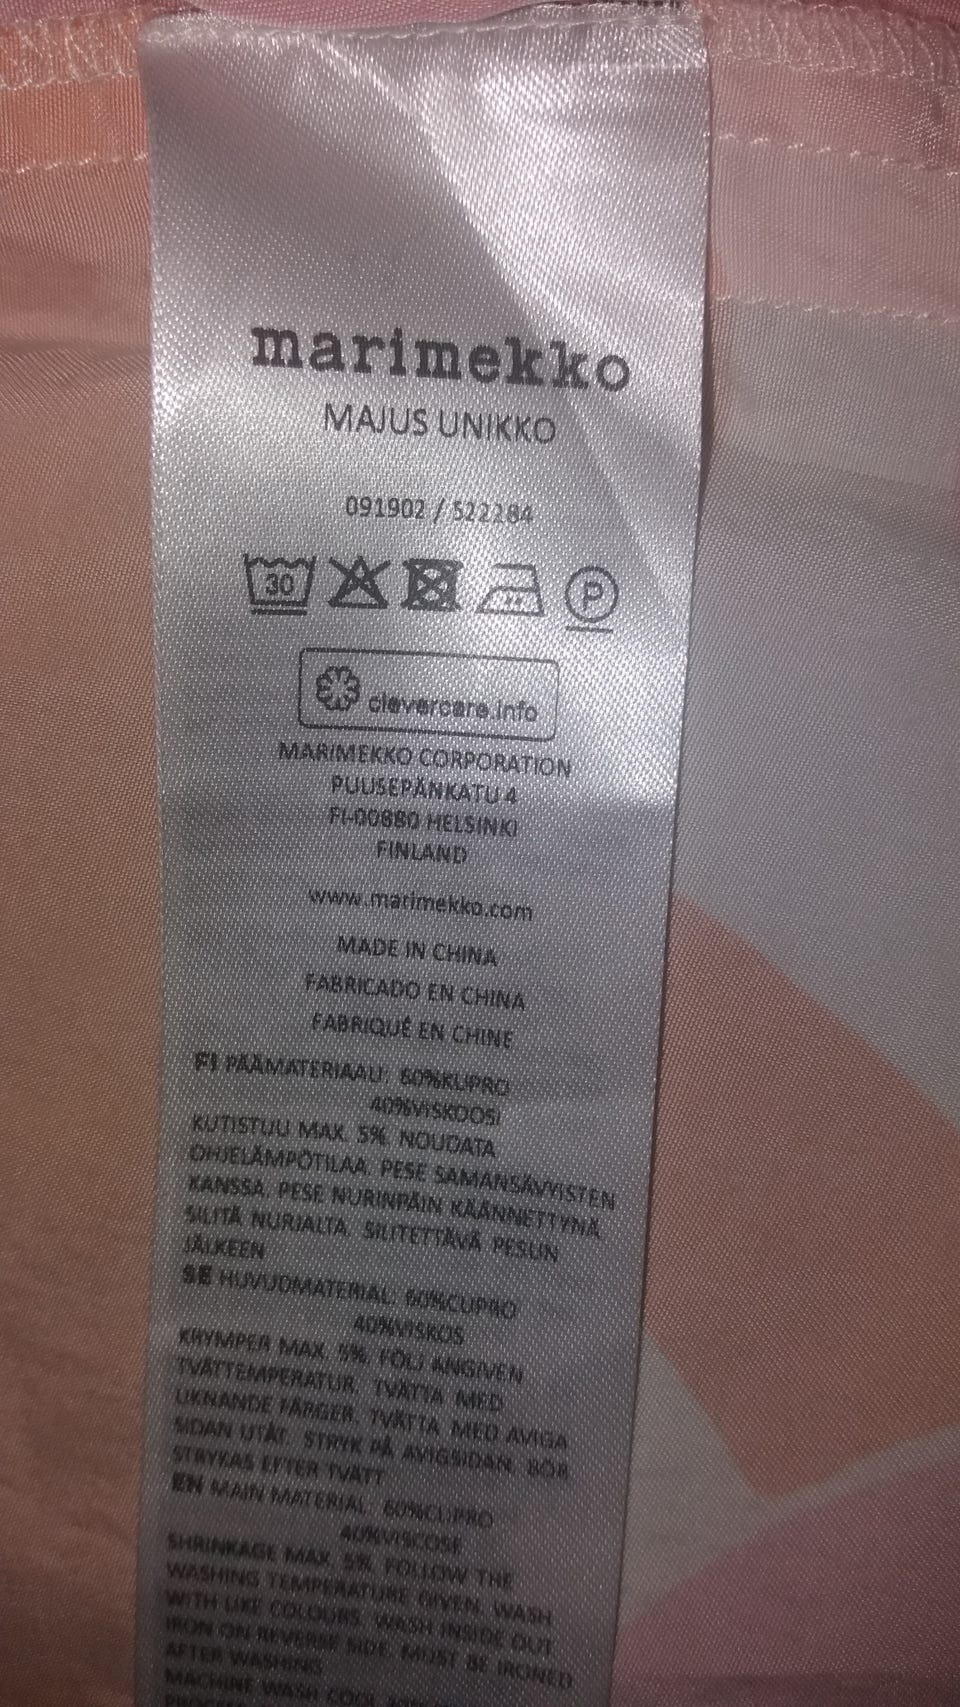 marimekko
MAJUS UNIKKO
091902 / 522284
30
P
clevercare.info
MARIMEKKO CORPORATION
PUUSEPÄNKATU 4
FI-00880 HELSINKI
FINLAND
www.marimekko.com
MADE IN CHINA
FABRICADO EN CHINA
FABRIQUÉ EN CHINE
FI PÄÄMATERIAALI: 60%KUPRO
40%VISKOOSI
KUTISTUU MAX. 5%. NOUDATA
OHJELÄMPÖTILAA. PESE SAMANSÄVYISTEN
KANSSA. PESE NURINPÄIN KÄÄNNETTYNÄ.
SILITÄ NURJALTA. SILITETTÄVÄ PESUN
JÄLKEEN
SE HUVUDMATERIAL: 60%CUPRO
40%VISKOS
KRYMPER MAX. 5%. FÖLJ ANGIVEN
TVÄTTEMPERATUR. TVÄTTA MED
LIKNANDE FÄRGER. TVÄTTA MED AVIGA
SIDAN UTÅT. STRYK PÅ AVIGSIDAN. BÖR
STRYKAS EFTER TVÄTT
EN MAIN MATERIAL: 60%CUPRO
40%VISCOSE
SHRINKAGE MAX. 5%. FOLLOW THE
WASHING TEMPERATURE GIVEN. WASH
WITH LIKE COLOURS. WASH INSIDE OUT.
IRON ON REVERSE SIDE. MUST BE IRONED
AFTER WASHING
MACHINE WASH COOL